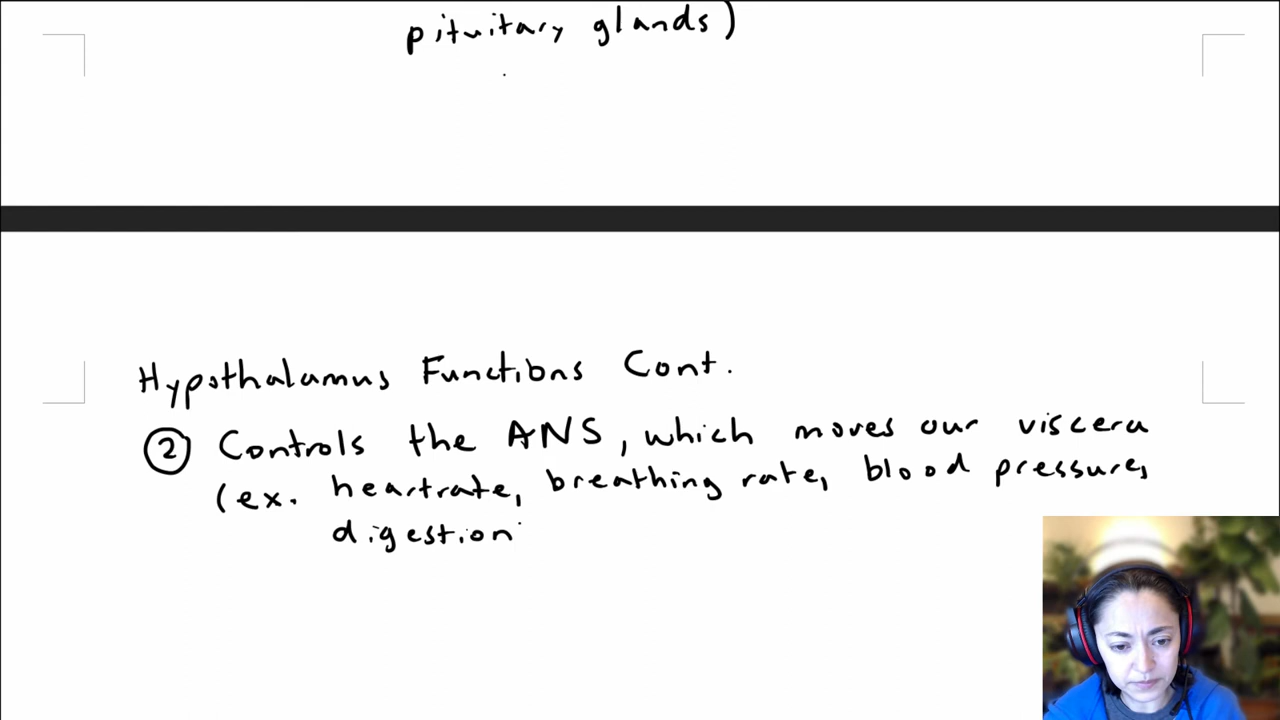 pituitary glands)
Hypothalamus Functions Cont.
② Controls the ANS, which moves our viscera
(ex. heartrate, breathing rate, blood pressure,
digestion